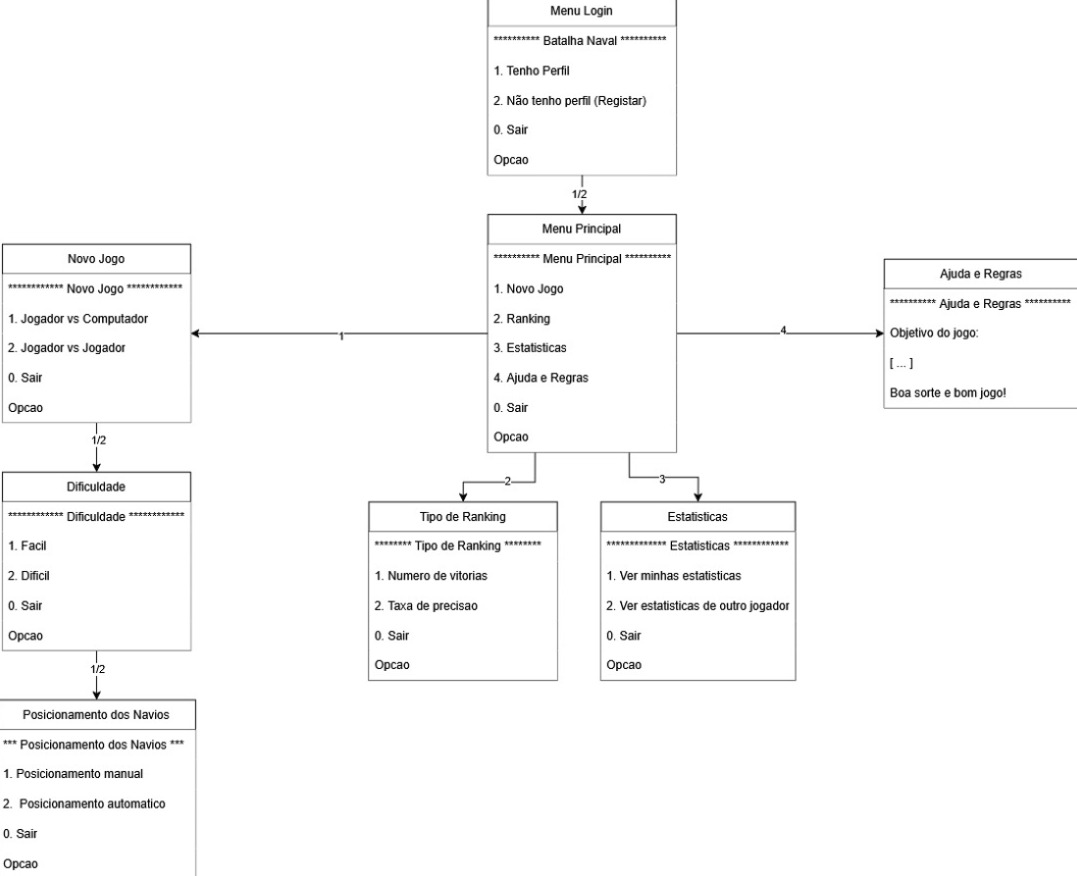 Menu Login
********** Batalha Naval **********
1. Tenho Perfil
2. Não tenho perfil (Registar)
0. Sair
Opcao
1/2
Menu Principal
********** Menu Principal **********
1. Novo Jogo
2. Ranking
3. Estatisticas
4. Ajuda e Regras
0. Sair
Opcao
1
Novo Jogo
************ Novo Jogo ************
1. Jogador vs Computador
2. Jogador vs Jogador
0. Sair
Opcao
1/2
Dificuldade
************ Dificuldade ************
1. Facil
2. Dificil
0. Sair
Opcao
1/2
Posicionamento dos Navios
*** Posicionamento dos Navios ***
1. Posicionamento manual
2. Posicionamento automatico
0. Sair
Opcao
2
Tipo de Ranking
******** Tipo de Ranking ********
1. Numero de vitorias
2. Taxa de precisao
0. Sair
Opcao
3
Estatisticas
************* Estatisticas ************
1. Ver minhas estatisticas
2. Ver estatisticas de outro jogador
0. Sair
Opcao
4
Ajuda e Regras
********** Ajuda e Regras **********
Objetivo do jogo:
[ ... ]
Boa sorte e bom jogo!